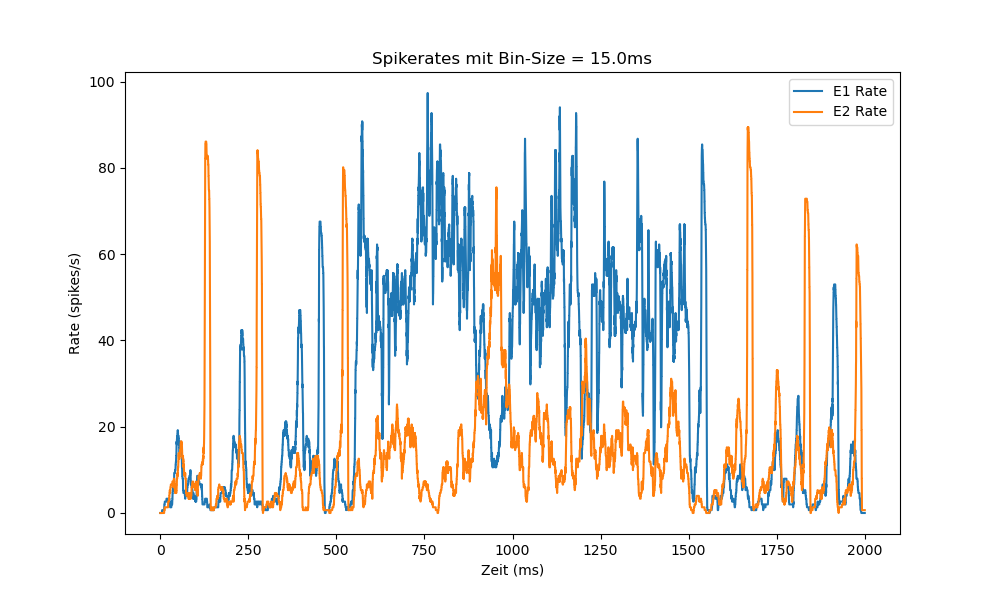 Spikerates mit Bin-Size = 15.0ms
E1 Rate
E2 Rate
100
80
60
40
20
0
Rate (spikes/s)
0 250 500 750 1000 1250 1500 1750 2000
Zeit (ms)